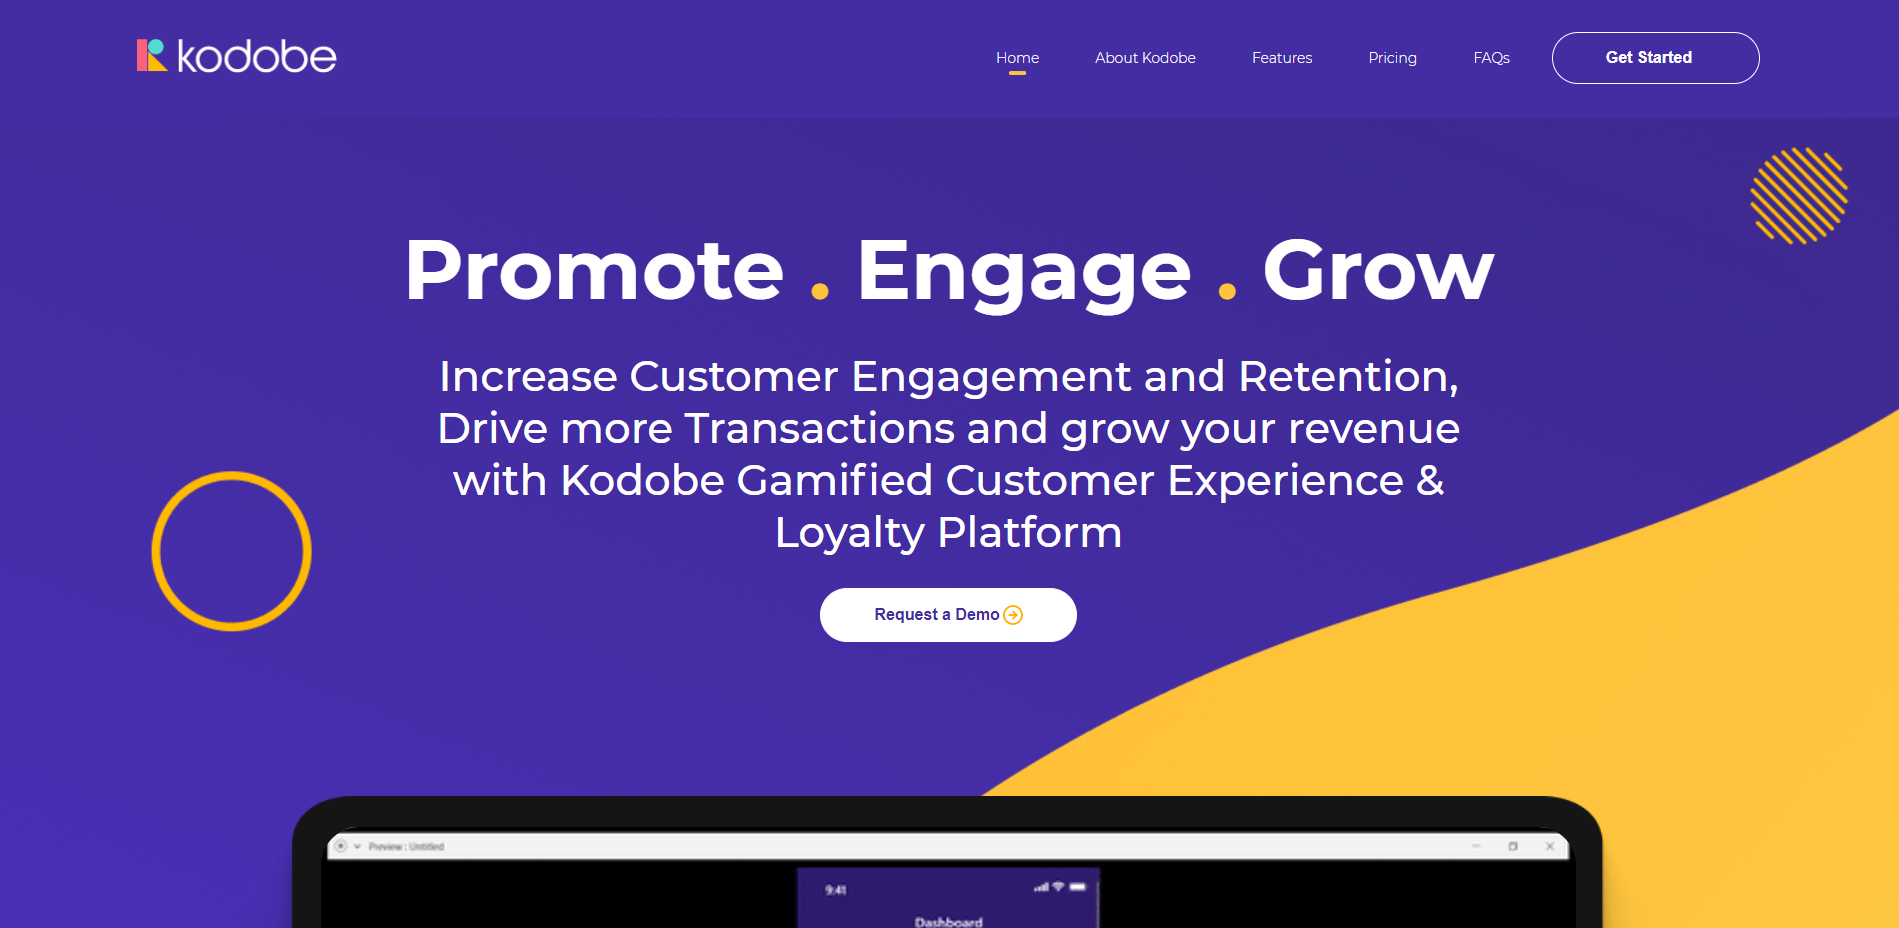 kodobe
Home
About Kodobe
Features
Pricing
FAQs
Get Started
Promote . Engage . Grow
Increase Customer Engagement and Retention,
Drive more Transactions and grow your revenue
with Kodobe Gamified Customer Experience &
Loyalty Platform
Request a Demo
Preview : Untitled
9:41
Dashboard